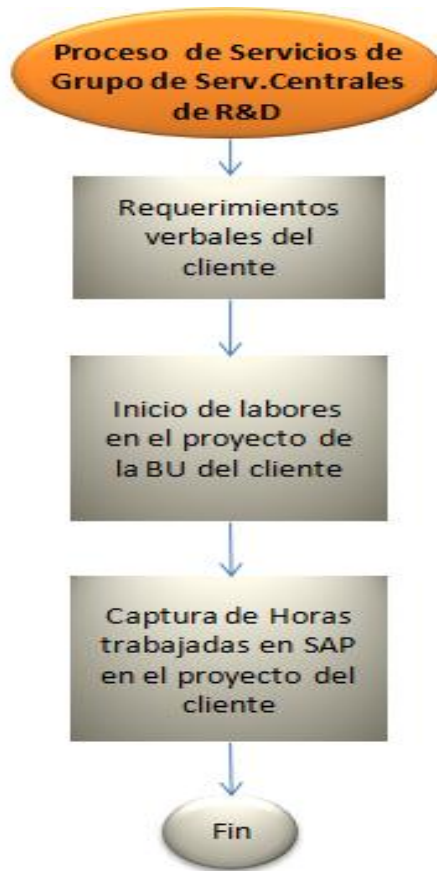 Proceso de Servicios de
Grupo de Serv.Centrales
de R&D
Requerimientos
verbales del
cliente
Inicio de labores
en el proyecto de
la BU del cliente
Captura de Horas
trabajadas en SAP
en el proyecto del
cliente
Fin